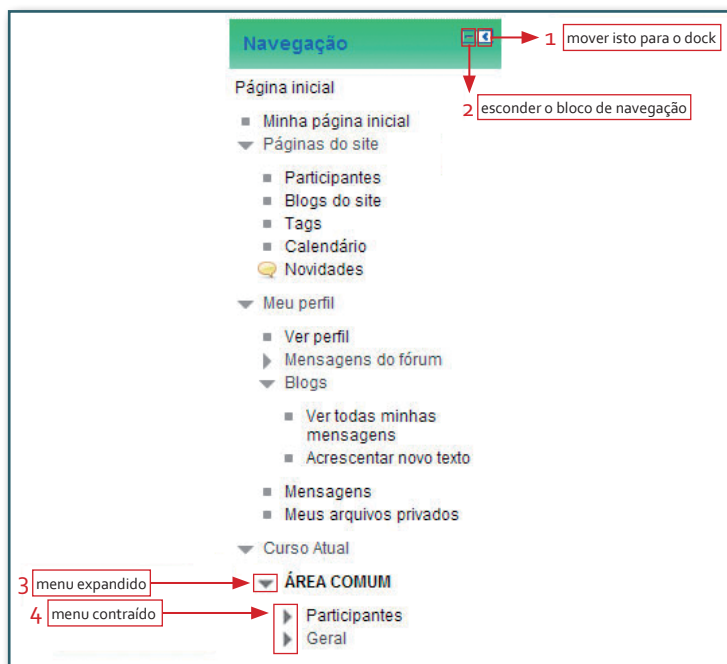 Navegação
1 mover isto para o dock
2 esconder o bloco de navegação
Página inicial
Minha página inicial
Páginas do site
Participantes
Blogs do site
Tags
Calendário
Novidades
Meu perfil
Ver perfil
Mensagens do fórum
Blogs
Ver todas minhas
mensagens
Acrescentar novo texto
Mensagens
Meus arquivos privados
Curso Atual
3 menu expandido
ÁREA COMUM
4 menu contraído
Participantes
Geral